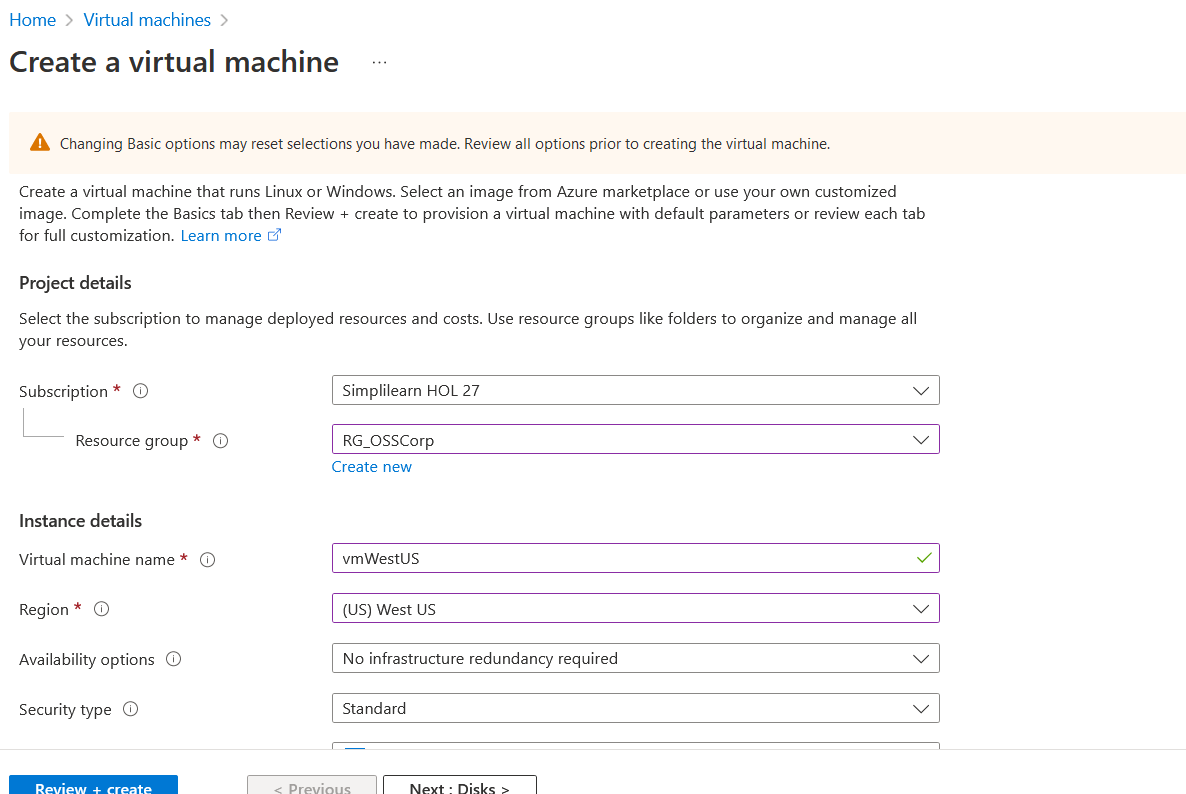 Home > Virtual machines >
Create a virtual machine ...
Changing Basic options may reset selections you have made. Review all options prior to creating the virtual machine.
Create a virtual machine that runs Linux or Windows. Select an image from Azure marketplace or use your own customized
image. Complete the Basics tab then Review + create to provision a virtual machine with default parameters or review each tab
for full customization. Learn more
Project details
Select the subscription to manage deployed resources and costs. Use resource groups like folders to organize and manage all
your resources.
Subscription * Simplilearn HOL 27
Resource group * RG_OSSCorp
Create new
Instance details
Virtual machine name * vmWestUS
Region * (US) West US
Availability options No infrastructure redundancy required
Security type Standard
Review + create < Previous Next : Disks >